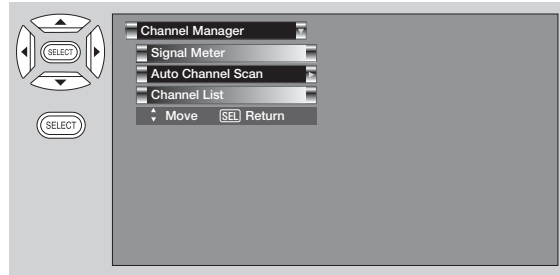 SELECT
SELECT
Channel Manager
Signal Meter
Auto Channel Scan
Channel List
Move SEL Return